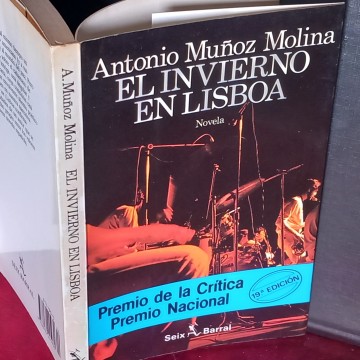 Antonio Muñoz Molina
EL INVIERNO
EN LISBOA
Novela
Premio de la Crítica
Premio Nacional
19ª EDICIÓN
Seix Barral
A. Muñoz Molina EL INVIERNO EN LISBOA